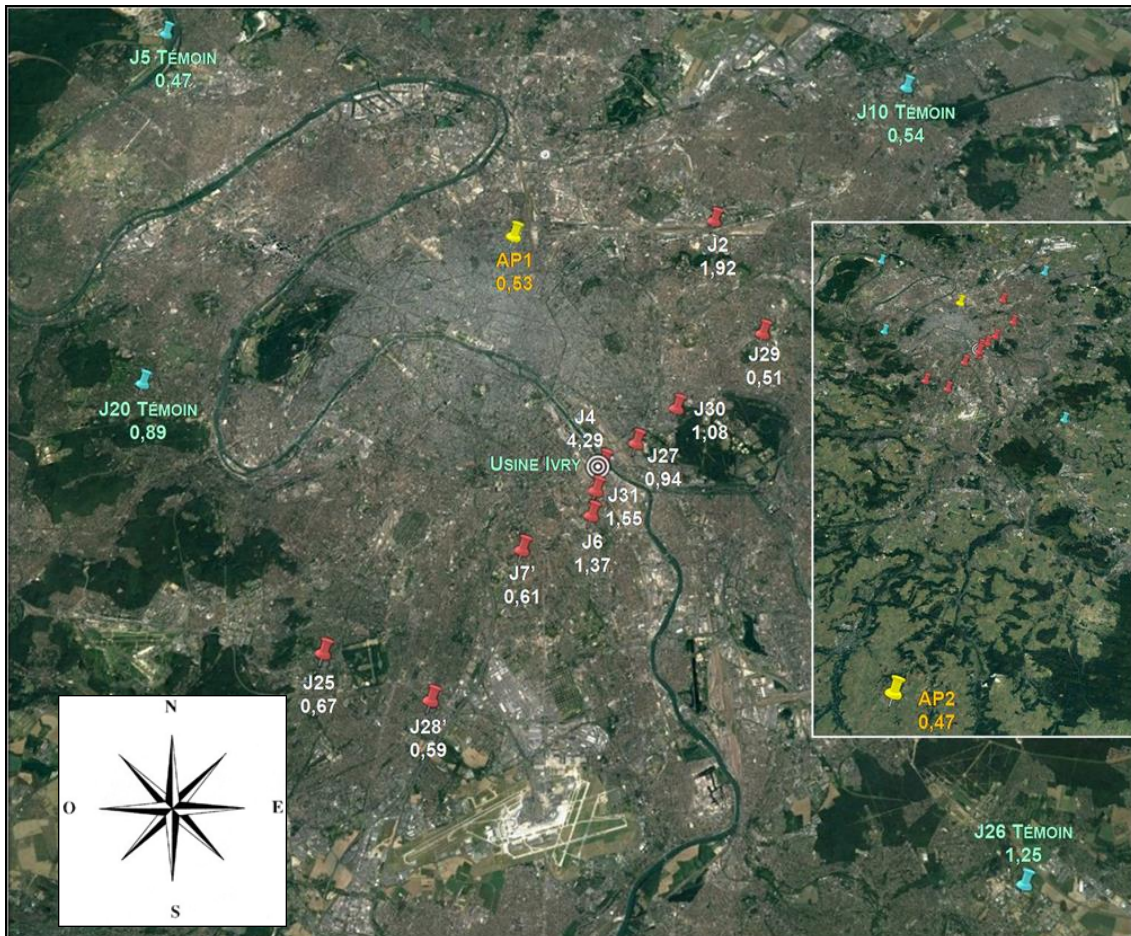 J5 TÉMOIN
0,47
J10 TÉMOIN
0,54
AP1
0,53
J2
1,92
J29
0,51
J20 TÉMOIN
0,89
J30
1,08
J4
4,29
J27
0,94
USINE IVRY
J31
1,55
J6
1,37
J7'
0,61
J25
0,67
J28'
0,59
AP2
0,47
J26 TÉMOIN
1,25
N
O
E
S